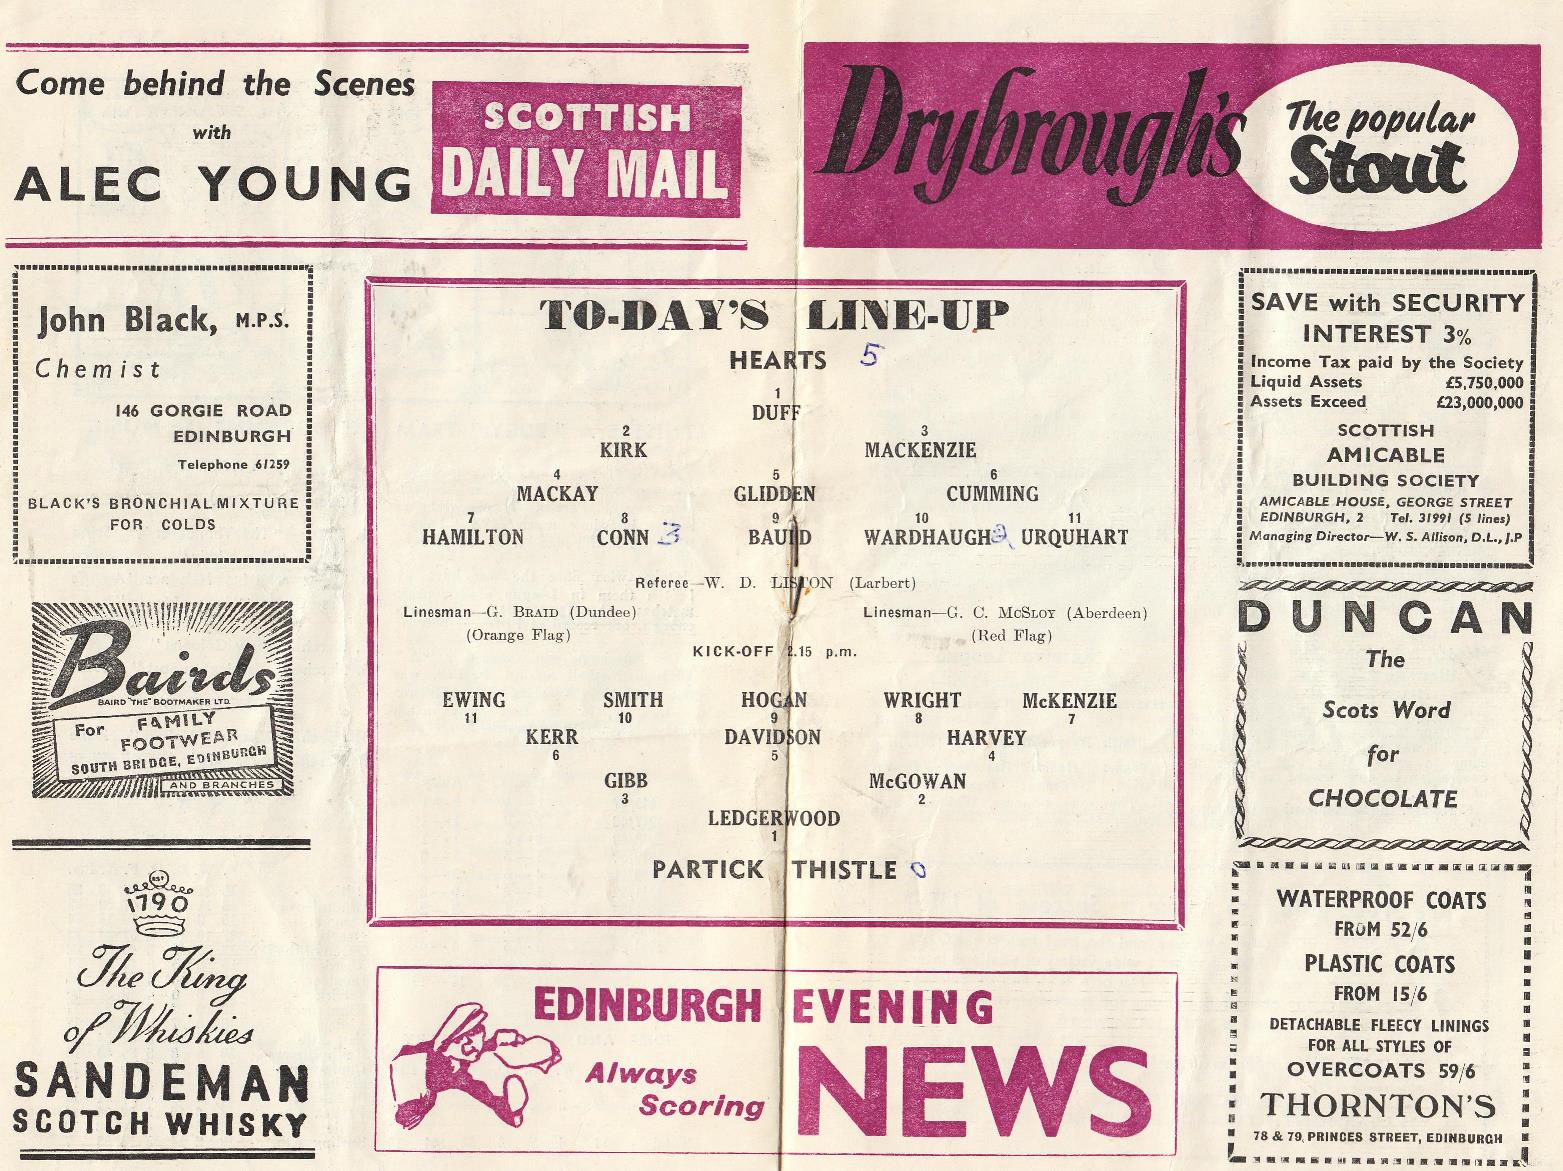 Come behind the Scenes
with
ALEC YOUNG
SCOTTISH
DAILY MAIL
Drybrough's
The popular
Stout
John Black, M.P.S.
Chemist
146 GORGIE ROAD
EDINBURGH
Telephone 61259
BLACK'S BRONCHIAL MIXTURE
FOR COLDS
Bairds
BAIRD "THE" BOOTMAKER LTD.
For FAMILY
FOOTWEAR
SOUTH BRIDGE, EDINBURGH
AND BRANCHES
EST
1790
The King
of Whiskies
SANDEMAN
SCOTCH WHISKY
TO-DAY'S LINE-UP
HEARTS 5
1
DUFF
2 3
KIRK MACKENZIE
4 5 6
MACKAY GLIDDEN CUMMING
7 8 9 10 11
HAMILTON CONN 3 BAULD WARDHAUGH 2 URQUHART
Referee—W. D. LISTON (Larbert)
Linesman—G. BRAID (Dundee) Linesman—G. C. McSLOY (Aberdeen)
(Orange Flag) (Red Flag)
KICK-OFF 2.15 p.m.
EWING SMITH HOGAN WRIGHT McKENZIE
11 10 9 8 7
KERR DAVIDSON HARVEY
6 5 4
GIBB McGOWAN
3 2
LEDGERWOOD
1
PARTICK THISTLE 0
EDINBURGH EVENING
NEWS
Always
Scoring
SAVE with SECURITY
INTEREST 3%
Income Tax paid by the Society
Liquid Assets £5,750,000
Assets Exceed £23,000,000
SCOTTISH
AMICABLE
BUILDING SOCIETY
AMICABLE HOUSE, GEORGE STREET
EDINBURGH, 2 Tel. 31991 (5 lines)
Managing Director—W. S. Allison, D.L., J.P
DUNCAN
The
Scots Word
for
CHOCOLATE
WATERPROOF COATS
FROM 52/6
PLASTIC COATS
FROM 15/6
DETACHABLE FLEECY LININGS
FOR ALL STYLES OF
OVERCOATS 59/6
THORNTON'S
78 & 79, PRINCES STREET, EDINBURGH